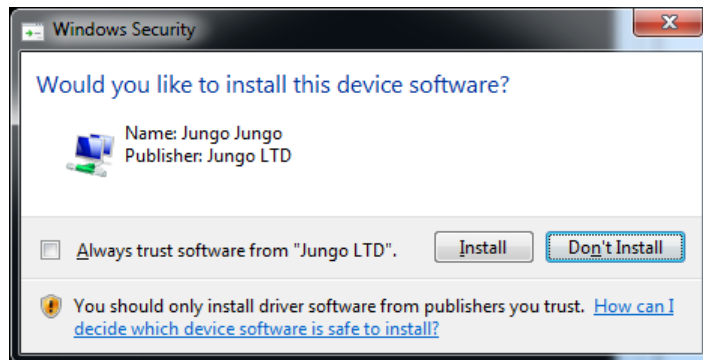 Windows Security
Would you like to install this device software?
Name: Jungo Jungo
Publisher: Jungo LTD
Always trust software from "Jungo LTD".
Install
Don't Install
You should only install driver software from publishers you trust. How can I
decide which device software is safe to install?